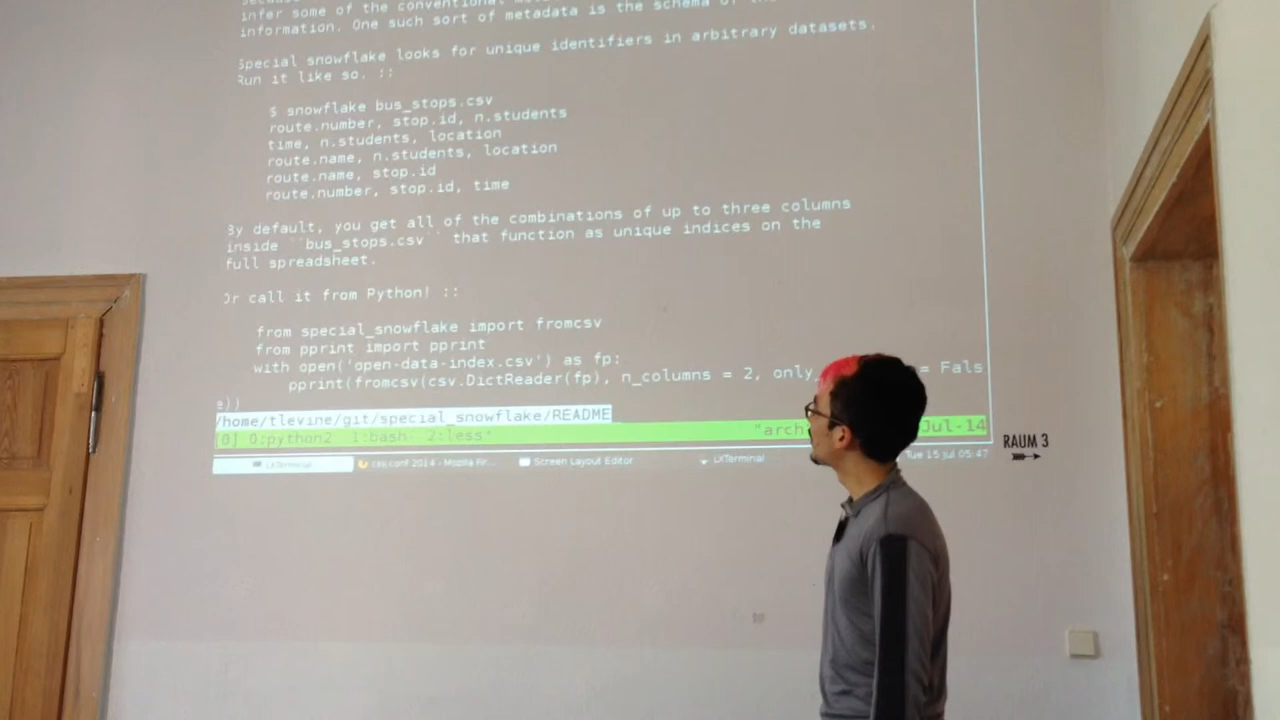 infer some of the conventional
information. One such sort of metadata is the schema of
Special snowflake looks for unique identifiers in arbitrary datasets.
Run it like so. ::
$ snowflake bus_stops.csv
route.number, stop.id, n.students
time, n.students, location
route.name, n.students, location
route.name, stop.id
route.number, stop.id, time
By default, you get all of the combinations of up to three columns
inside ``bus_stops.csv`` that function as unique indices on the
full spreadsheet.
Or call it from Python! ::
from special_snowflake import fromcsv
from pprint import pprint
with open('open-data-index.csv') as fp:
pprint(fromcsv(csv.DictReader(fp), n_columns = 2, only_ = Fals
e))
/home/tlevine/git/special_snowflake/README
[0] 0:python2 1:bash- 2:less* "arch Jul-14
LXTerminal csv,conf 2014 - Mozilla Fir... Screen Layout Editor LXTerminal Tue 15 Jul 05:47
RAUM 3